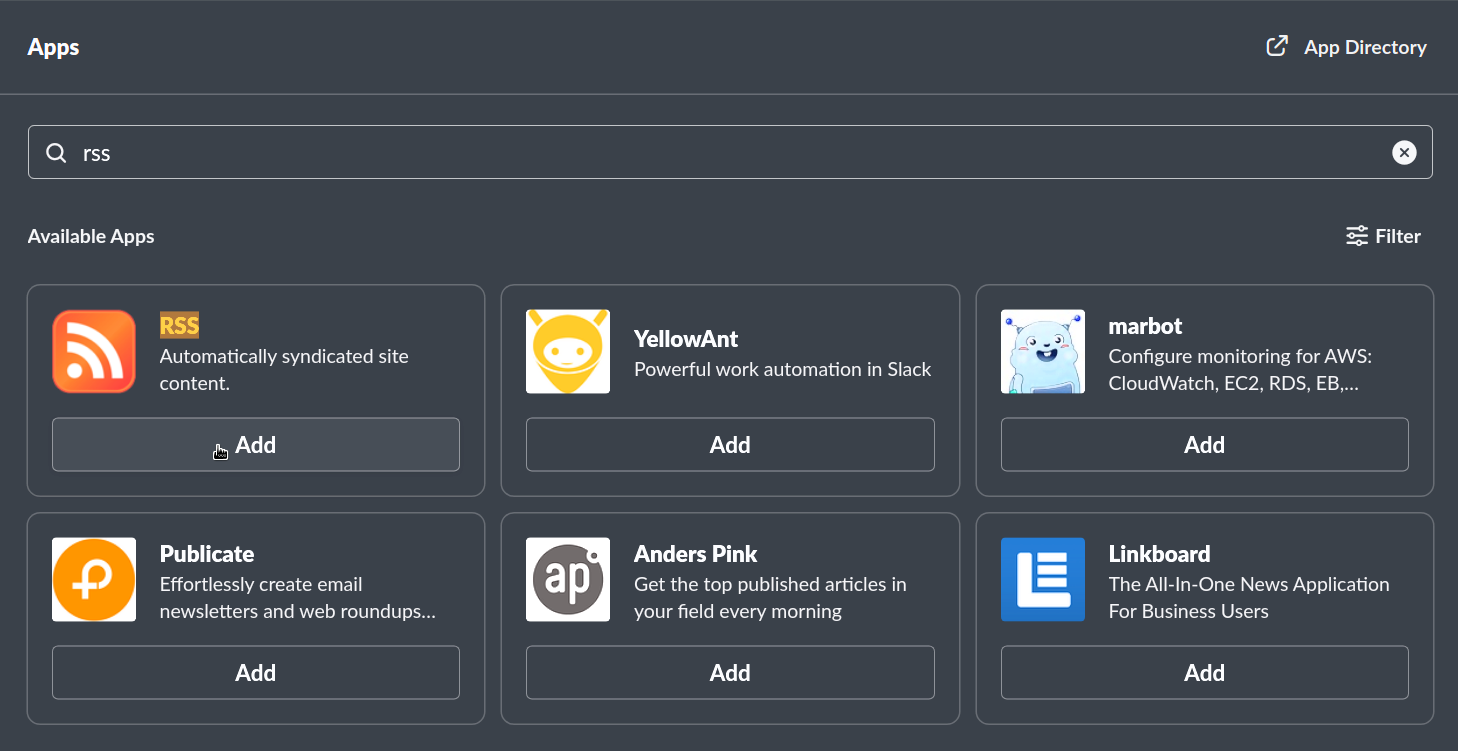 Apps
App Directory
rss
Available Apps
Filter
RSS
Automatically syndicated site
content.
Add
YellowAnt
Powerful work automation in Slack
Add
marbot
Configure monitoring for AWS:
CloudWatch, EC2, RDS, EB,...
Add
Publicate
Effortlessly create email
newsletters and web roundups...
Add
ap
Anders Pink
Get the top published articles in
your field every morning
Add
LE
Linkboard
The All-In-One News Application
For Business Users
Add